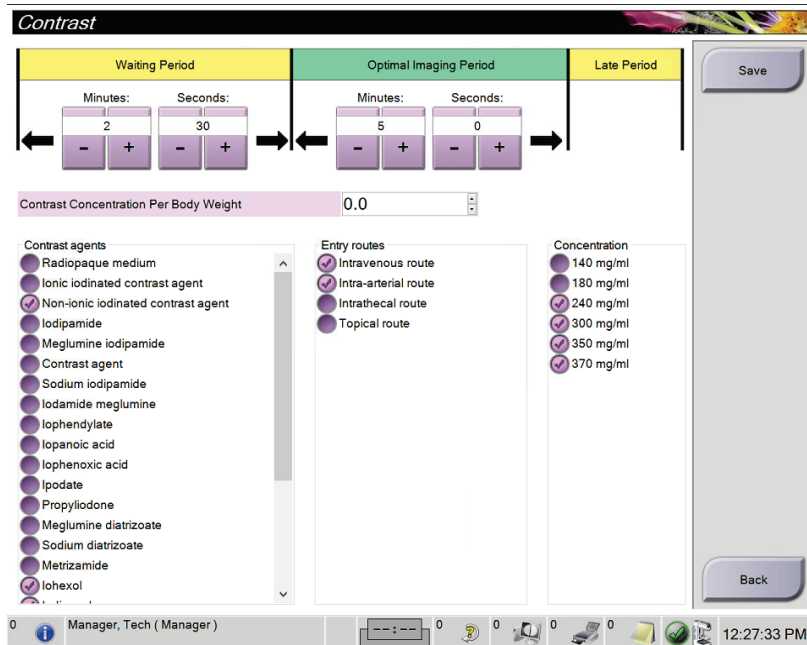 Contrast
Waiting Period
Optimal Imaging Period
Late Period
Save
Minutes: Seconds:
Minutes: Seconds:
2 30
5 0
- + - +
- + - +
Contrast Concentration Per Body Weight 0.0
Contrast agents
Radiopaque medium
Ionic iodinated contrast agent
Non-ionic iodinated contrast agent
Iodipamide
Meglumine iodipamide
Contrast agent
Sodium iodipamide
Iodamide meglumine
Iophendylate
Iopanoic acid
Iophenoxic acid
Ipodate
Propyliodone
Meglumine diatrizoate
Sodium diatrizoate
Metrizamide
Iohexol
Entry routes
Intravenous route
Intra-arterial route
Intrathecal route
Topical route
Concentration
140 mg/ml
180 mg/ml
240 mg/ml
300 mg/ml
350 mg/ml
370 mg/ml
Back
0 Manager, Tech ( Manager ) --:-- 0 0 0 0 12:27:33 PM